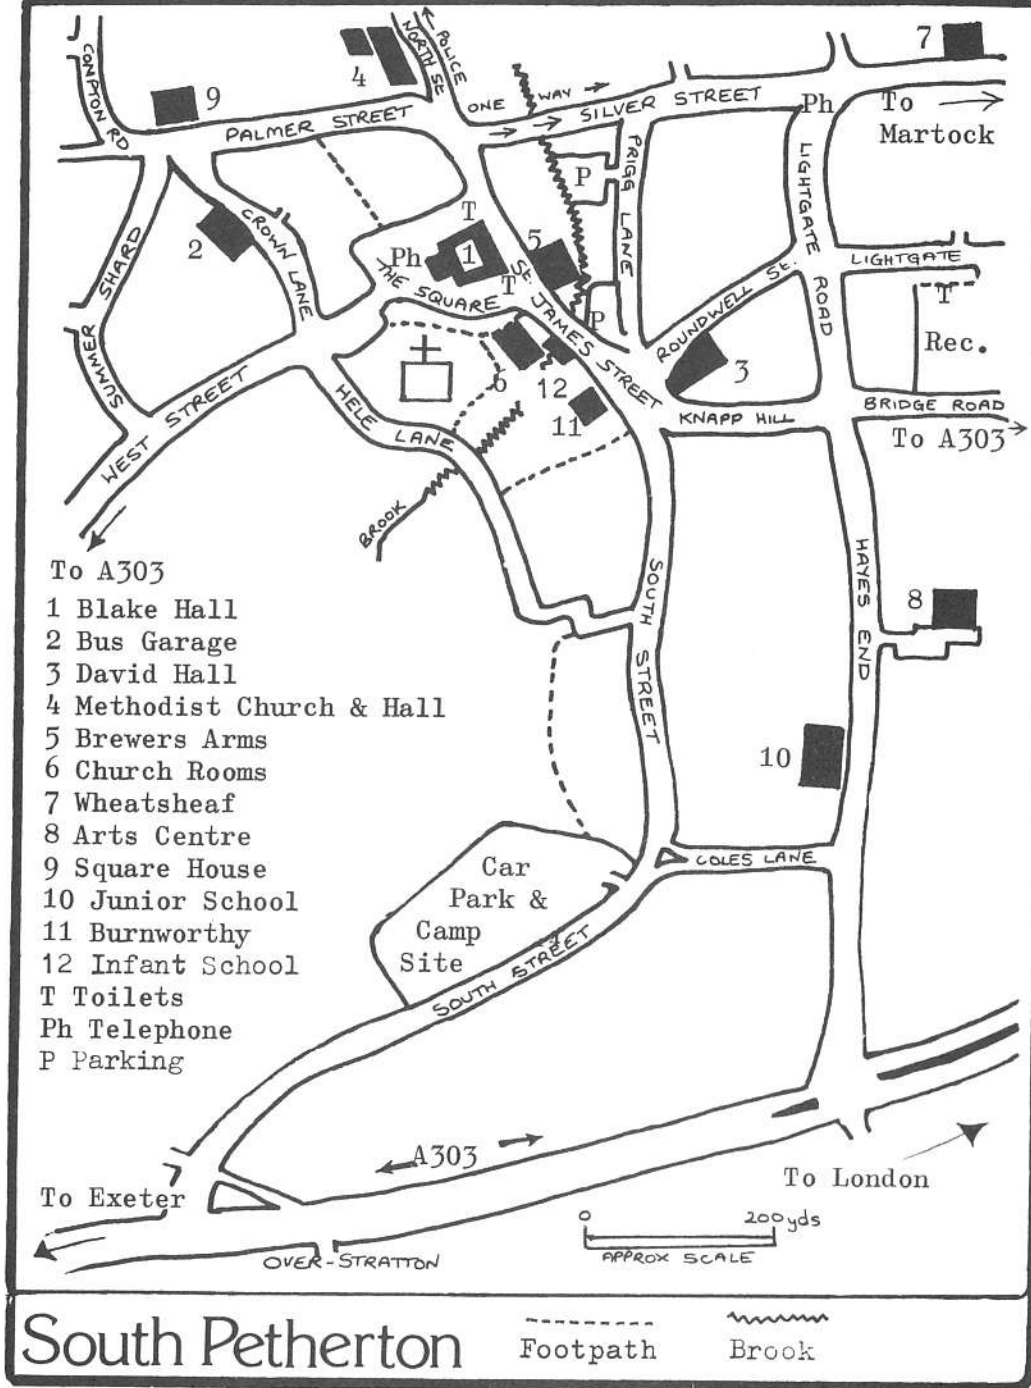 COMPTON RD
9
4
NORTH ST
POLICE
7
PALMER STREET
ONE WAY
SILVER STREET
Ph
To
Martock
P
PRIGG LANE
LIGHTGATE ROAD
2
CROWN LANE
SUMMER SHARD
T
1
Ph
THE SQUARE
T
5
ST. JAMES STREET
P
ROUNDWELL St.
LIGHTGATE
T
Rec.
3
6
12
11
KNAPP HILL
BRIDGE ROAD
To A303
WEST STREET
HELE LANE
BROOK
To A303
SOUTH STREET
HAYES END
8
10
1 Blake Hall
2 Bus Garage
3 David Hall
4 Methodist Church & Hall
5 Brewers Arms
6 Church Rooms
7 Wheatsheaf
8 Arts Centre
9 Square House
10 Junior School
11 Burnworthy
12 Infant School
T Toilets
Ph Telephone
P Parking
COLES LANE
Car
Park &
Camp
Site
SOUTH STREET
A303
To London
To Exeter
OVER-STRATTON
0 200yds
APPROX SCALE
South Petherton
Footpath
Brook